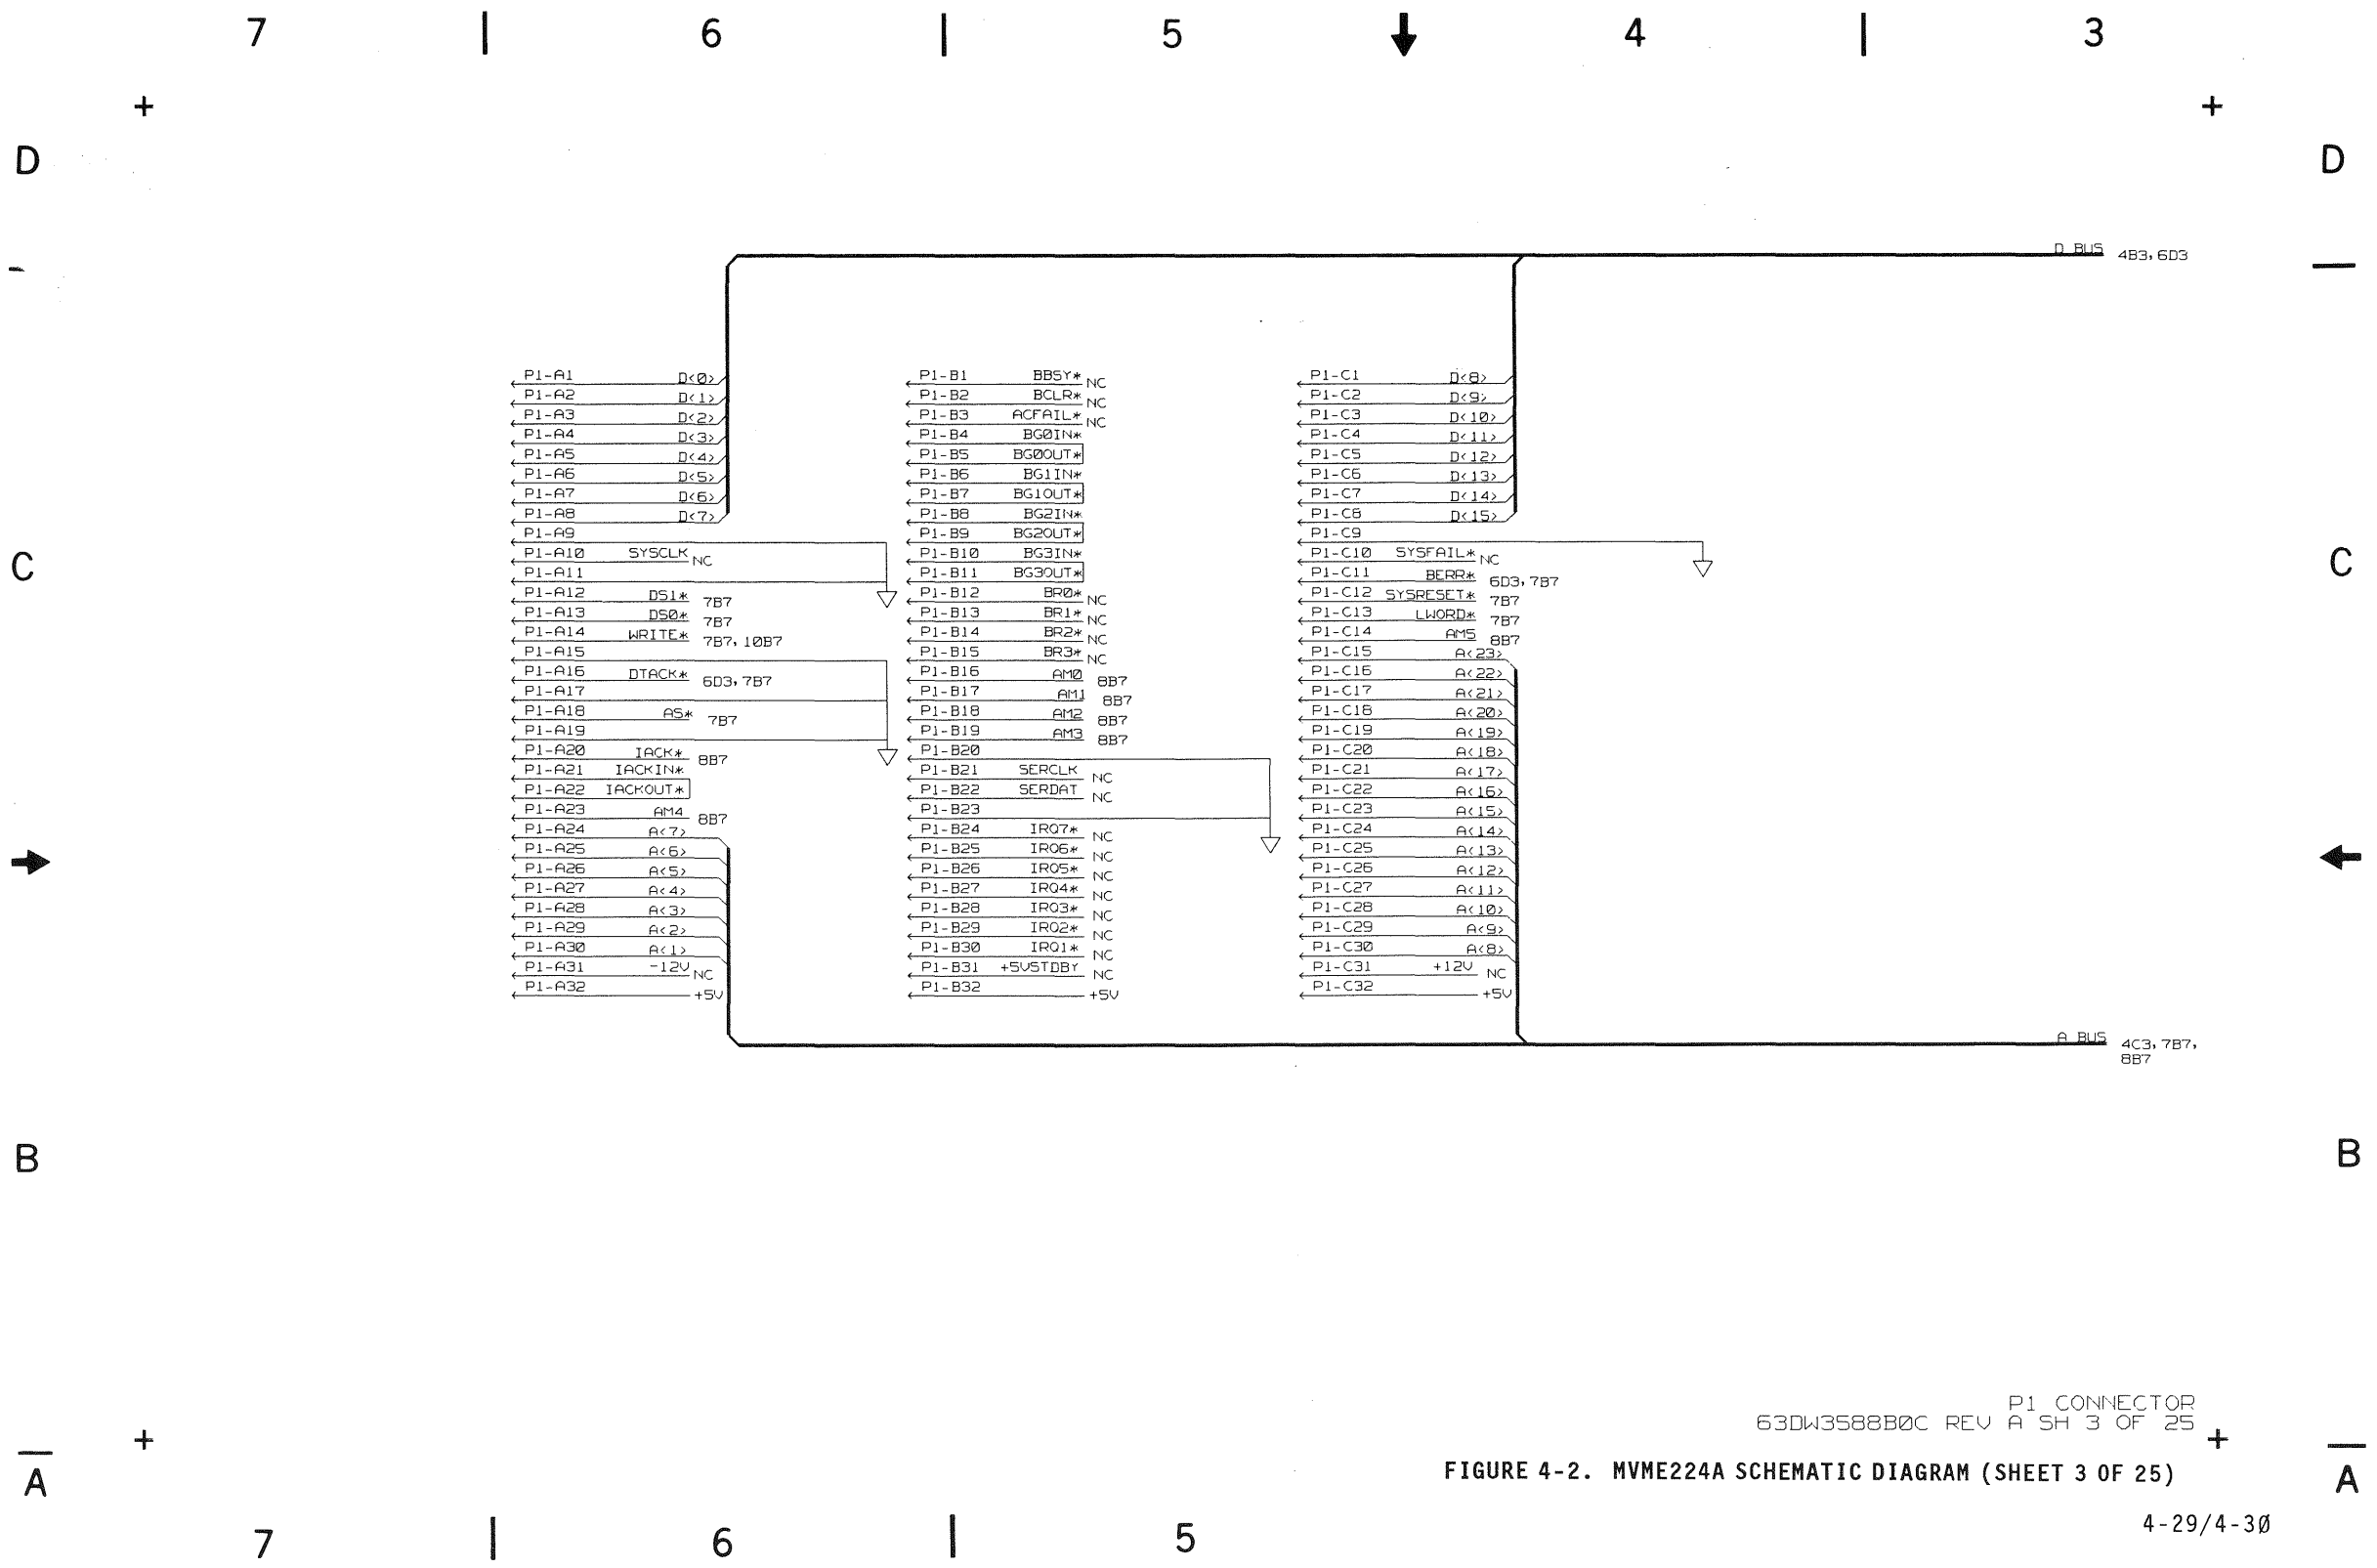 7 | 6 | 5 4 | 3
+ +
D D
D BUS 4B3,6D3
P1-A1 D<0>
P1-A2 D<1>
P1-A3 D<2>
P1-A4 D<3>
P1-A5 D<4>
P1-A6 D<5>
P1-A7 D<6>
P1-A8 D<7>
P1-A9
P1-A10 SYSCLK NC
P1-A11
P1-A12 DS1* 7B7
P1-A13 DS0* 7B7
P1-A14 WRITE* 7B7,10B7
P1-A15
P1-A16 DTACK* 6D3,7B7
P1-A17
P1-A18 AS* 7B7
P1-A19
P1-A20 IACK* 8B7
P1-A21 IACKIN*
P1-A22 IACKOUT*
P1-A23 AM4 8B7
P1-A24 A<7>
P1-A25 A<6>
P1-A26 A<5>
P1-A27 A<4>
P1-A28 A<3>
P1-A29 A<2>
P1-A30 A<1>
P1-A31 -12V NC
P1-A32 +5V
P1-B1 BBSY* NC
P1-B2 BCLR* NC
P1-B3 ACFAIL* NC
P1-B4 BG0IN*
P1-B5 BG0OUT*
P1-B6 BG1IN*
P1-B7 BG1OUT*
P1-B8 BG2IN*
P1-B9 BG2OUT*
P1-B10 BG3IN*
P1-B11 BG3OUT*
P1-B12 BR0* NC
P1-B13 BR1* NC
P1-B14 BR2* NC
P1-B15 BR3* NC
P1-B16 AM0 8B7
P1-B17 AM1 8B7
P1-B18 AM2 8B7
P1-B19 AM3 8B7
P1-B20
P1-B21 SERCLK NC
P1-B22 SERDAT NC
P1-B23
P1-B24 IRQ7* NC
P1-B25 IRQ6* NC
P1-B26 IRQ5* NC
P1-B27 IRQ4* NC
P1-B28 IRQ3* NC
P1-B29 IRQ2* NC
P1-B30 IRQ1* NC
P1-B31 +5VSTDBY NC
P1-B32 +5V
P1-C1 D<8>
P1-C2 D<9>
P1-C3 D<10>
P1-C4 D<11>
P1-C5 D<12>
P1-C6 D<13>
P1-C7 D<14>
P1-C8 D<15>
P1-C9
P1-C10 SYSFAIL* NC
P1-C11 BERR* 6D3,7B7
P1-C12 SYSRESET* 7B7
P1-C13 LWORD* 7B7
P1-C14 AM5 8B7
P1-C15 A<23>
P1-C16 A<22>
P1-C17 A<21>
P1-C18 A<20>
P1-C19 A<19>
P1-C20 A<18>
P1-C21 A<17>
P1-C22 A<16>
P1-C23 A<15>
P1-C24 A<14>
P1-C25 A<13>
P1-C26 A<12>
P1-C27 A<11>
P1-C28 A<10>
P1-C29 A<9>
P1-C30 A<8>
P1-C31 +12V NC
P1-C32 +5V
C C
A BUS 4C3,7B7,
8B7
B B
P1 CONNECTOR
63DW3588B0C REV A SH 3 OF 25
+ +
FIGURE 4-2. MVME224A SCHEMATIC DIAGRAM (SHEET 3 OF 25)
A A
4-29/4-30
7 | 6 | 5